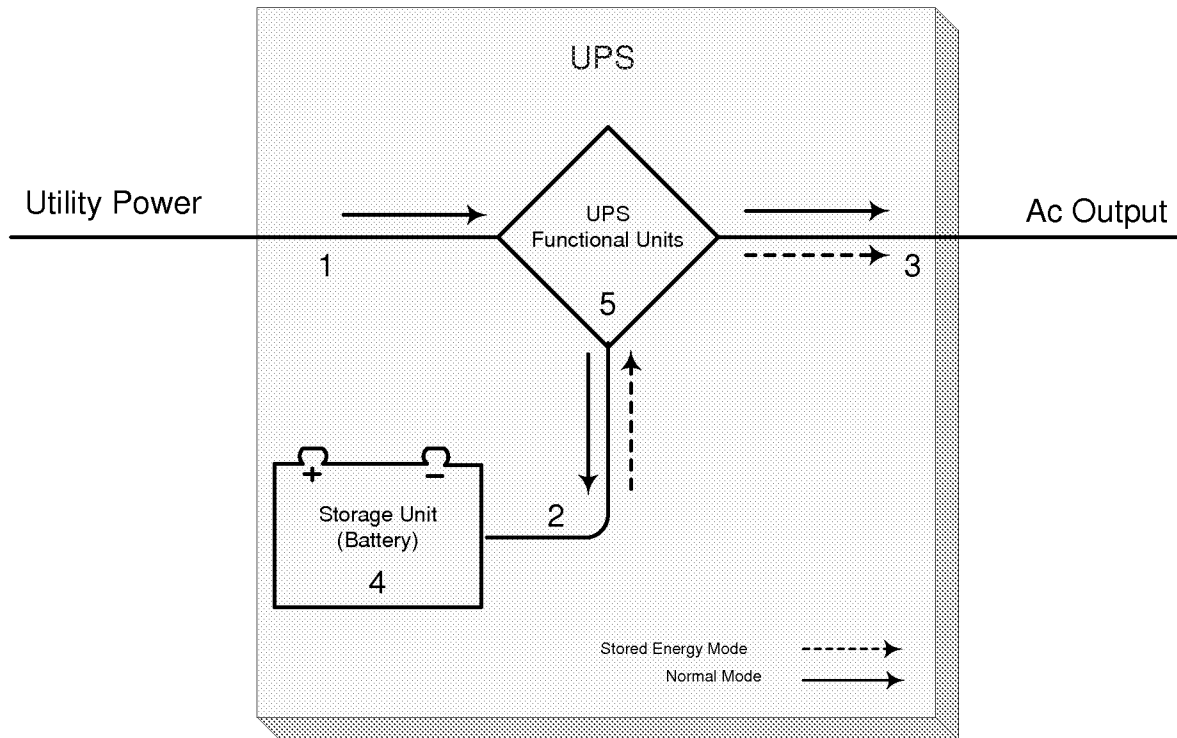 UPS
Utility Power
UPS
Functional Units
Ac Output
1
3
5
+ −
2
Storage Unit
(Battery)
4
Stored Energy Mode
Normal Mode